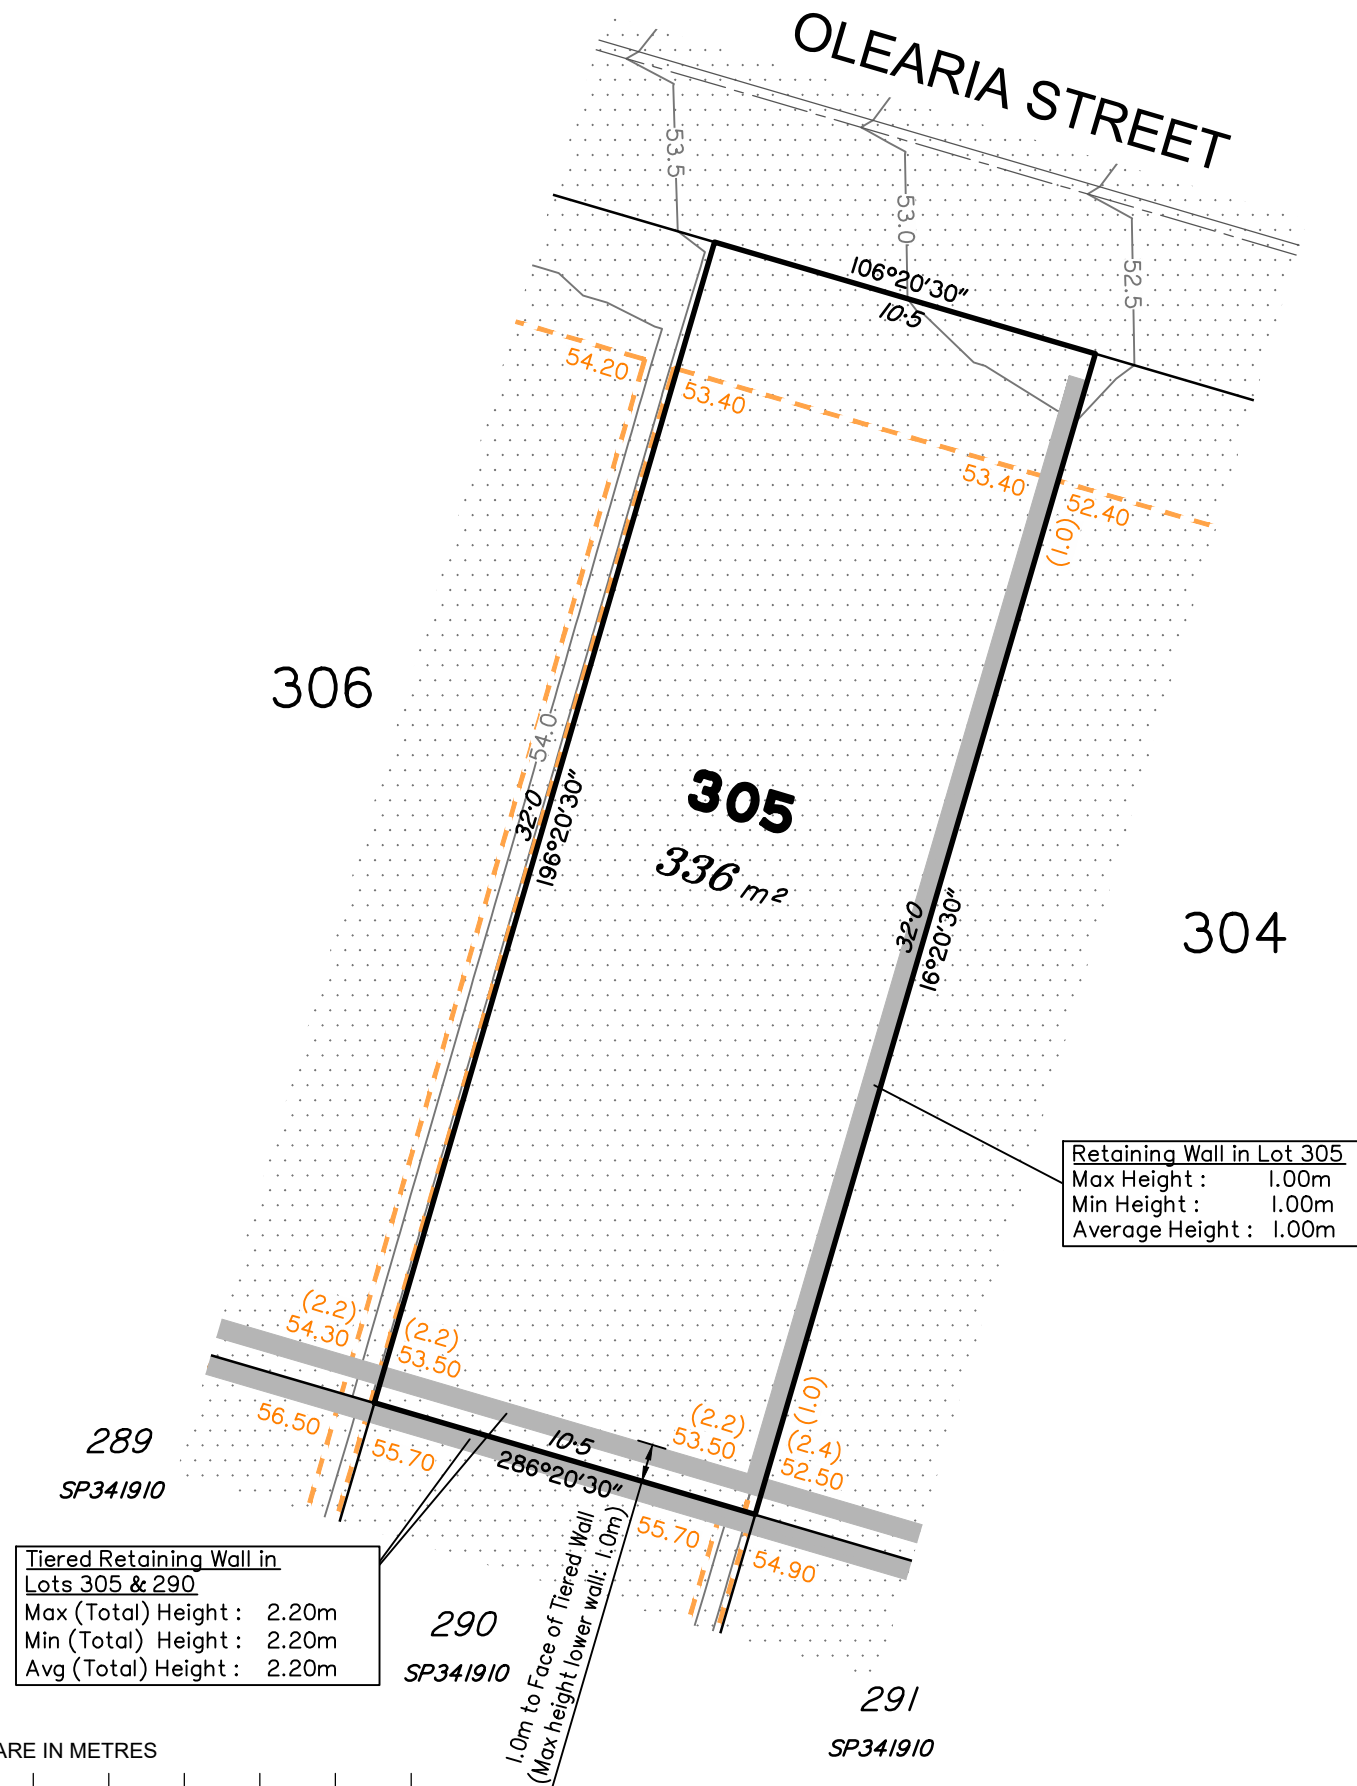 OLEARIA STREET
53.5
53.0
52.5
106°20'30"
10·5
54.20
53.40
53.40
52.40
(1.0)
306
54.0
32·0
196°20'30"
305
336 m²
32·0
16°20'30"
304
Retaining Wall in Lot 305
Max Height : 1.00m
Min Height : 1.00m
Average Height : 1.00m
(2.2)
54.30
(2.2)
53.50
(2.2)
53.50
(1.0)
(2.4)
52.50
56.50
55.70
10·5
286°20'30"
55.70
54.90
289
SP341910
Tiered Retaining Wall in
Lots 305 & 290
Max (Total) Height : 2.20m
Min (Total) Height : 2.20m
Avg (Total) Height : 2.20m
290
SP341910
1.0m to Face of Tiered Wall
(Max height lower wall: 1.0m)
291
SP341910
ARE IN METRES